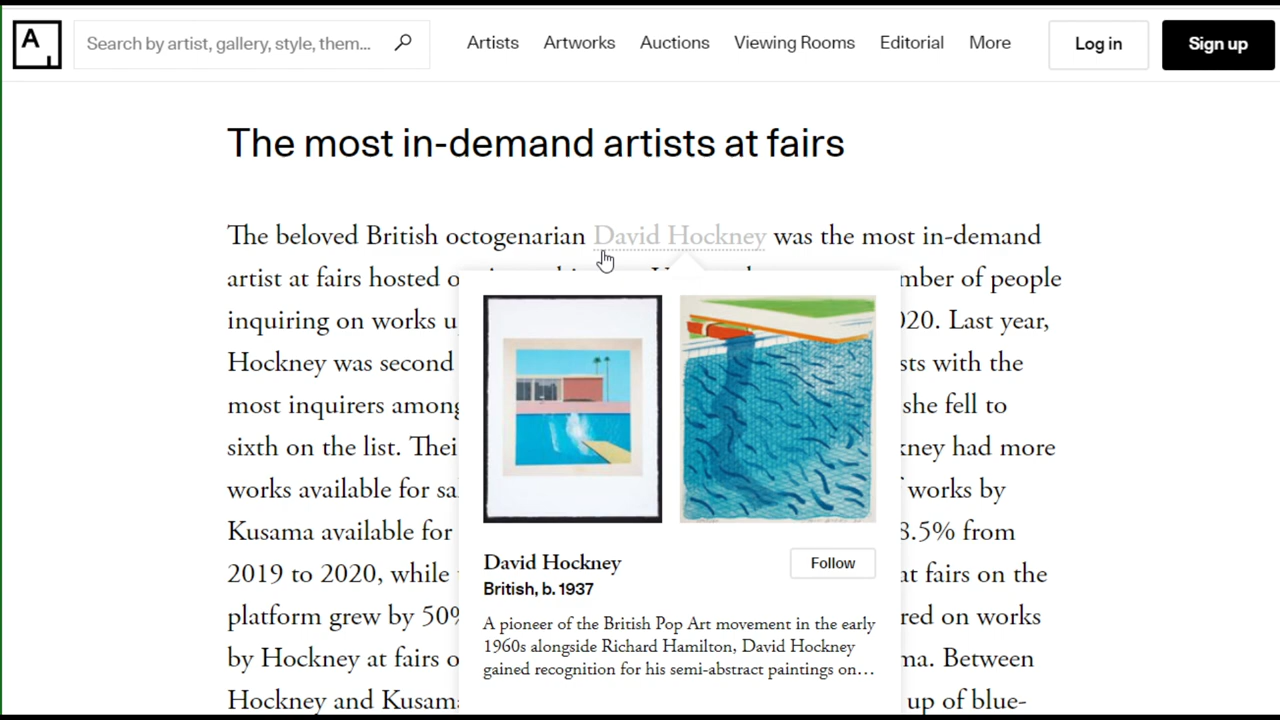 A
Search by artist, gallery, style, them...
Artists
Artworks
Auctions
Viewing Rooms
Editorial
More
Log in
Sign up
The most in-demand artists at fairs
The beloved British octogenarian David Hockney was the most in-demand
artist at fairs hosted mber of people
inquiring on works 020. Last year,
Hockney was second sts with the
most inquirers among she fell to
sixth on the list. Thei kney had more
works available for sa works by
Kusama available for 8.5% from
2019 to 2020, while at fairs on the
platform grew by 50% red on works
by Hockney at fairs ma. Between
Hockney and Kusama up of blue-
David Hockney
Follow
British, b. 1937
A pioneer of the British Pop Art movement in the early
1960s alongside Richard Hamilton, David Hockney
gained recognition for his semi-abstract paintings on...